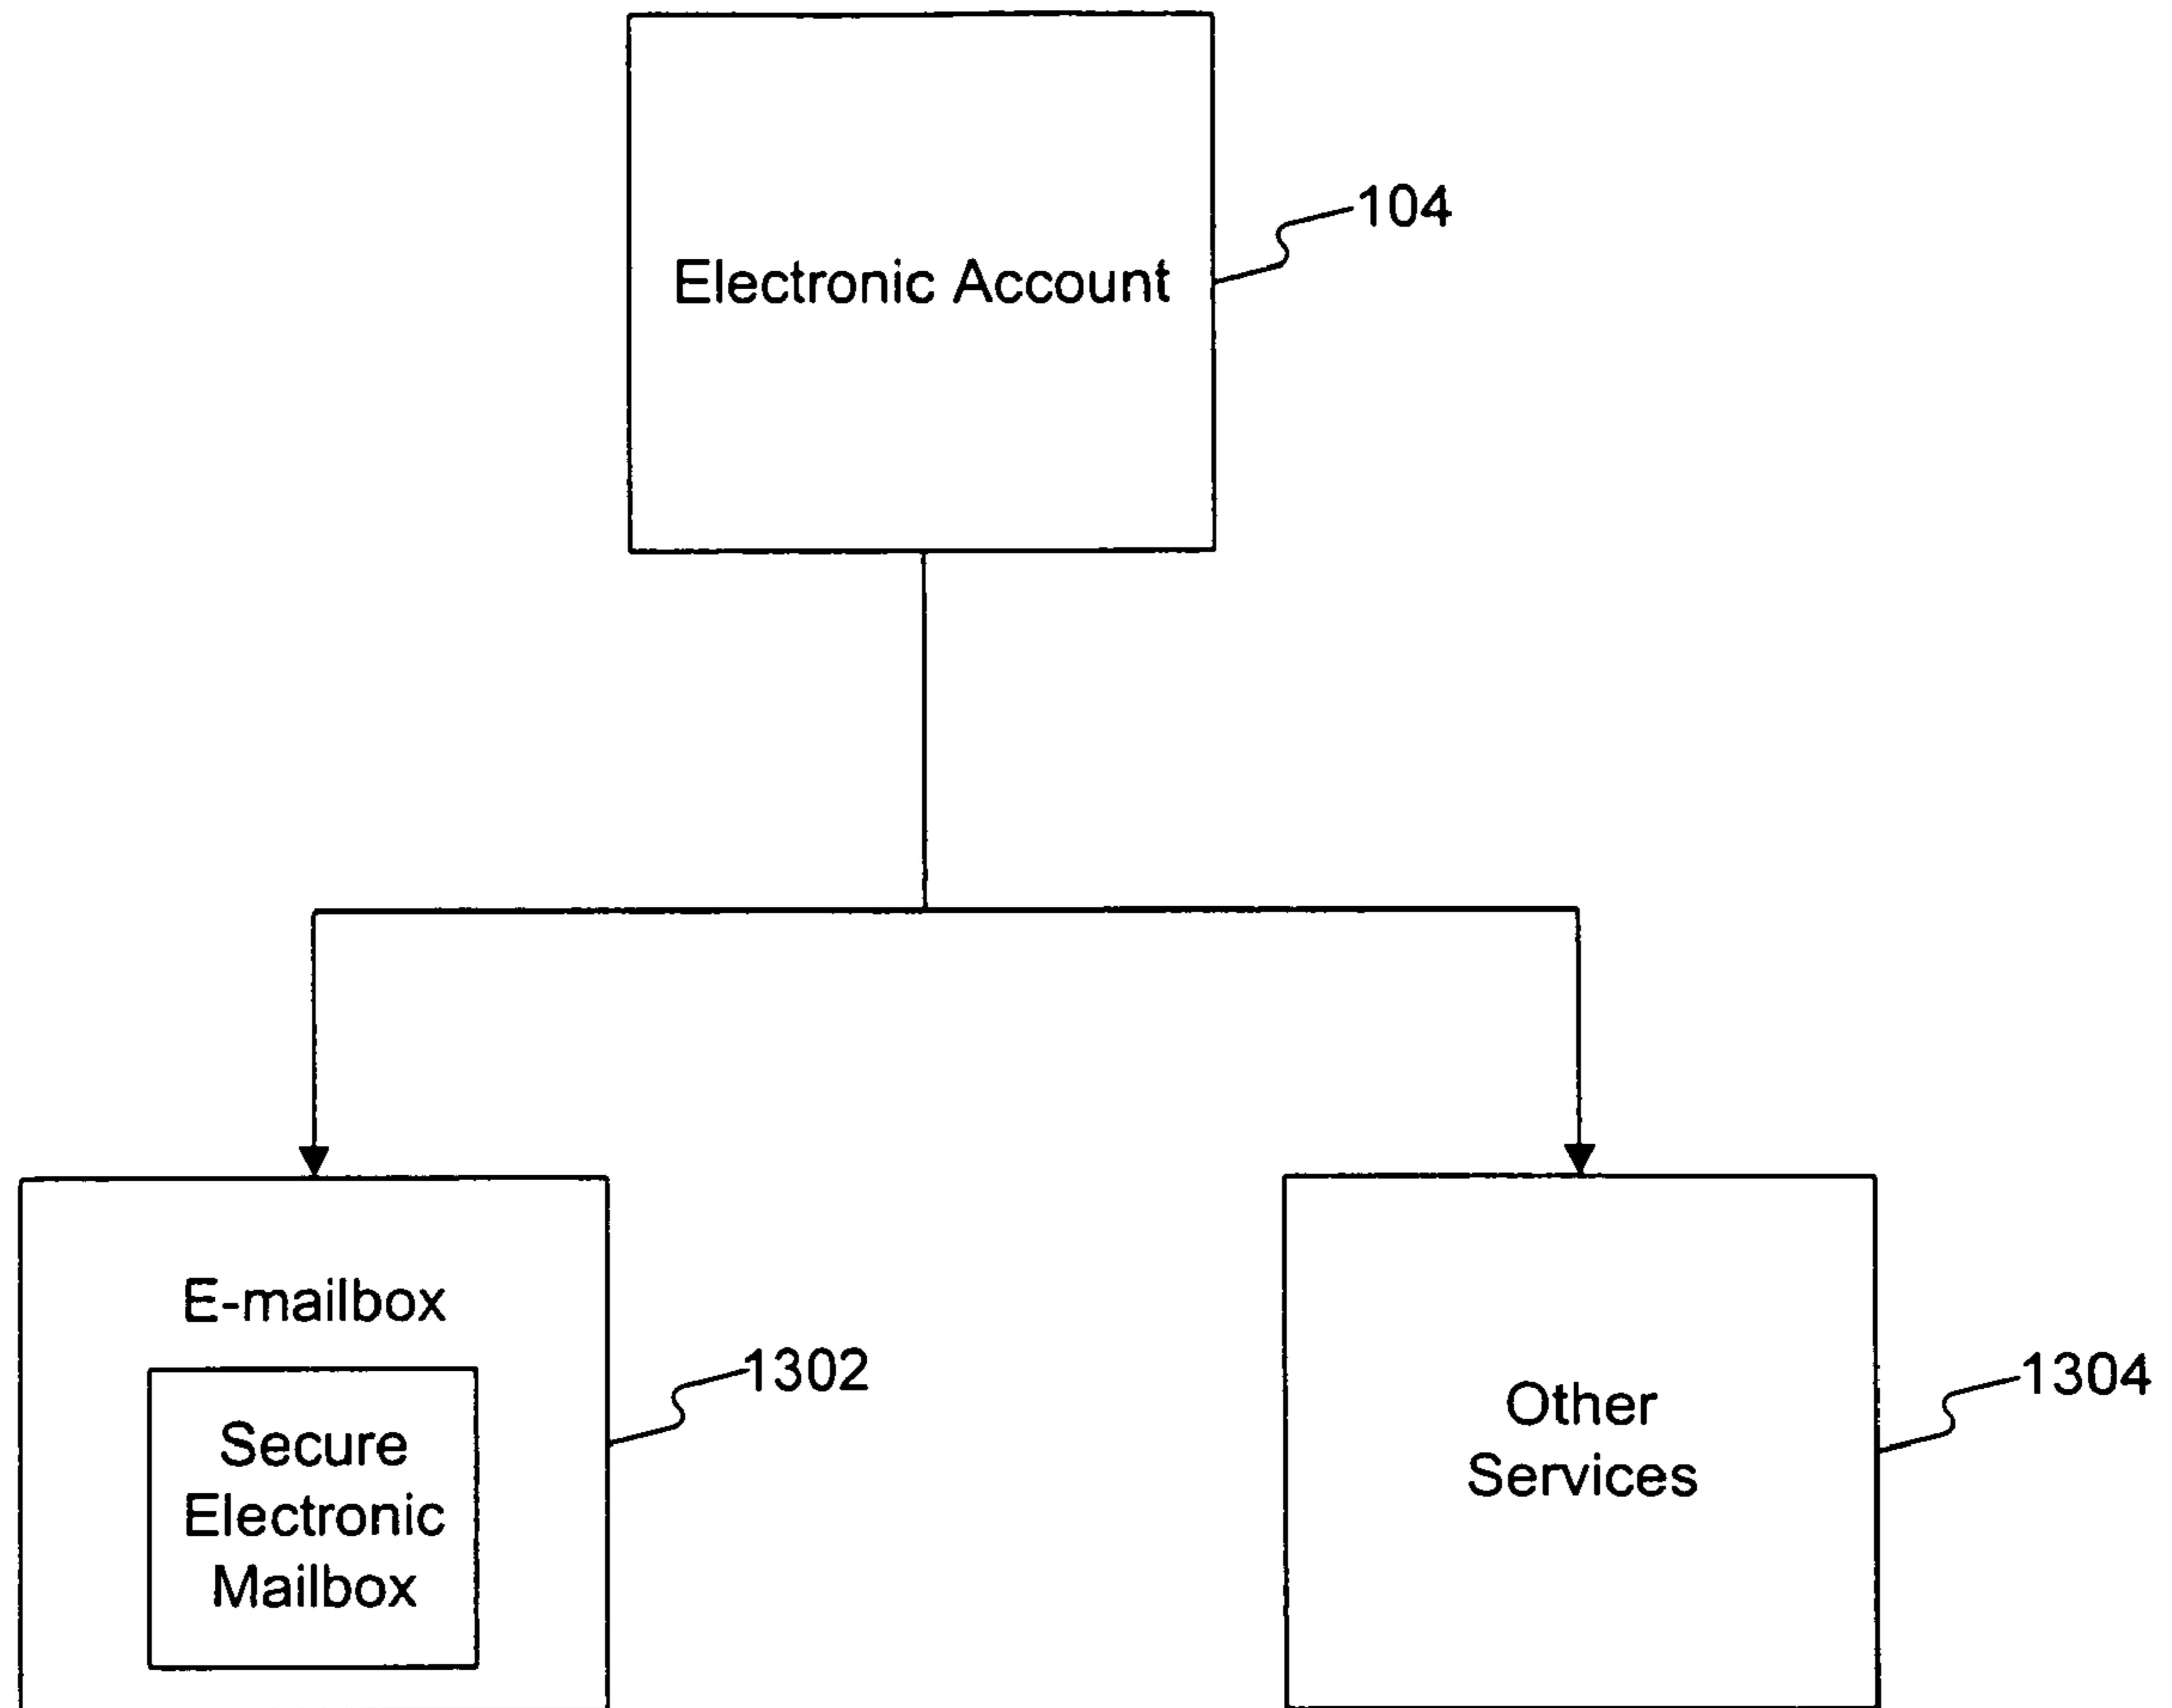 104
Electronic Account
E-mailbox
1302
Secure
Electronic
Mailbox
1304
Other
Services